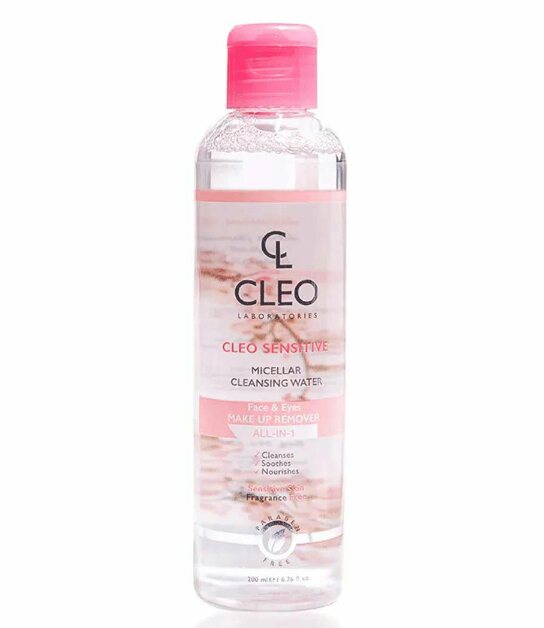 CL
CLEO
LABORATORIES
CLEO SENSITIVE
MICELLAR
CLEANSING WATER
Face & Eyes
MAKE UP REMOVER
ALL-IN-1
✓ Cleanses
✓ Soothes
✓ Nourishes
Sensitive Skin
Fragrance Free
PARABEN
FREE
200 ml e / 6.76 fl oz